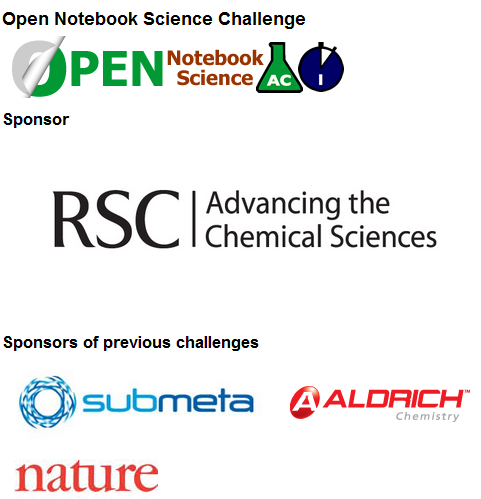 Open Notebook Science Challenge
OPEN Notebook Science AC I
Sponsor
RSC | Advancing the
Chemical Sciences
Sponsors of previous challenges
submeta
ALDRICH™
Chemistry
nature